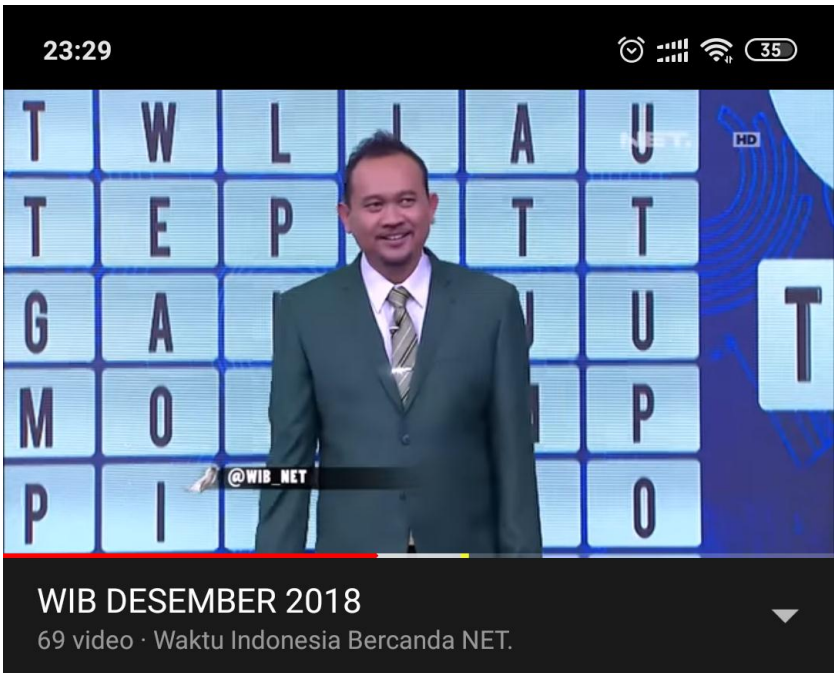 23:29 35
T W L I A U
NET. HD
T E P T T
G A U U
T
M O P
@WIB_NET
P I O
WIB DESEMBER 2018
69 video · Waktu Indonesia Bercanda NET.